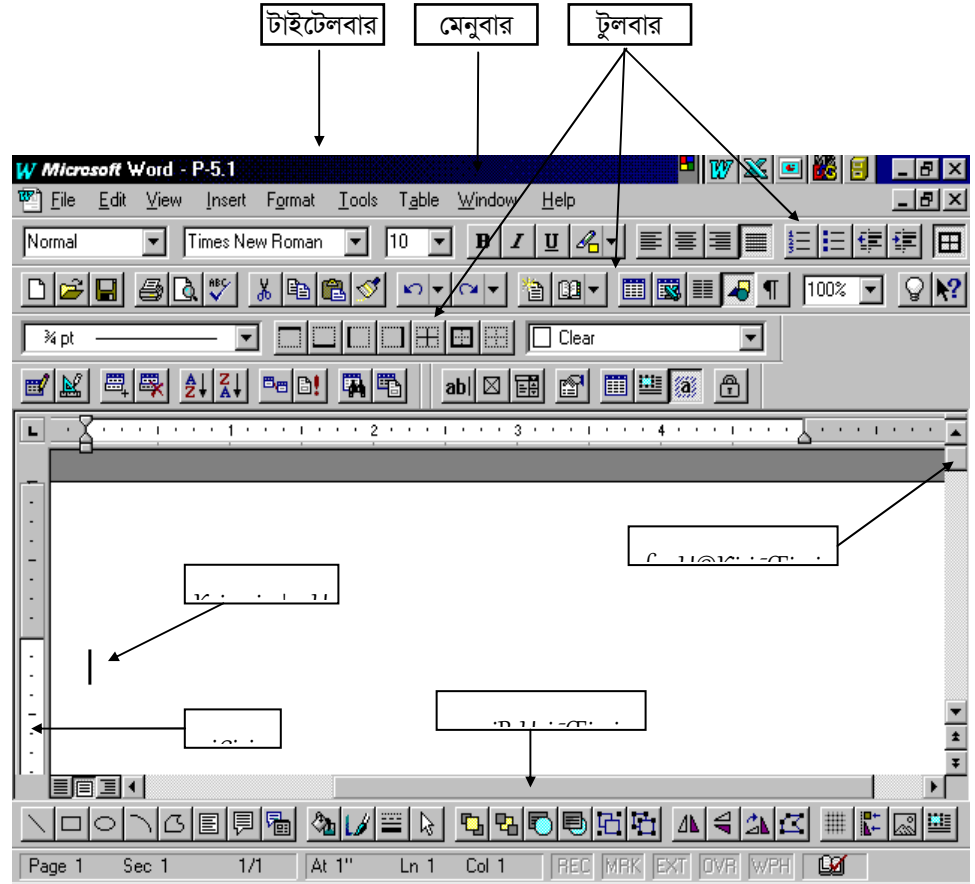 টাইটেলবার মেনুবার টুলবার
Microsoft Word - P-5.1
File Edit View Insert Format Tools Table Window Help
Normal Times New Roman 10 B I U
100%
¾ pt Clear
ab
1 2 3 4
Page 1 Sec 1 1/1 At 1" Ln 1 Col 1 REC MRK EXT OVR WPH